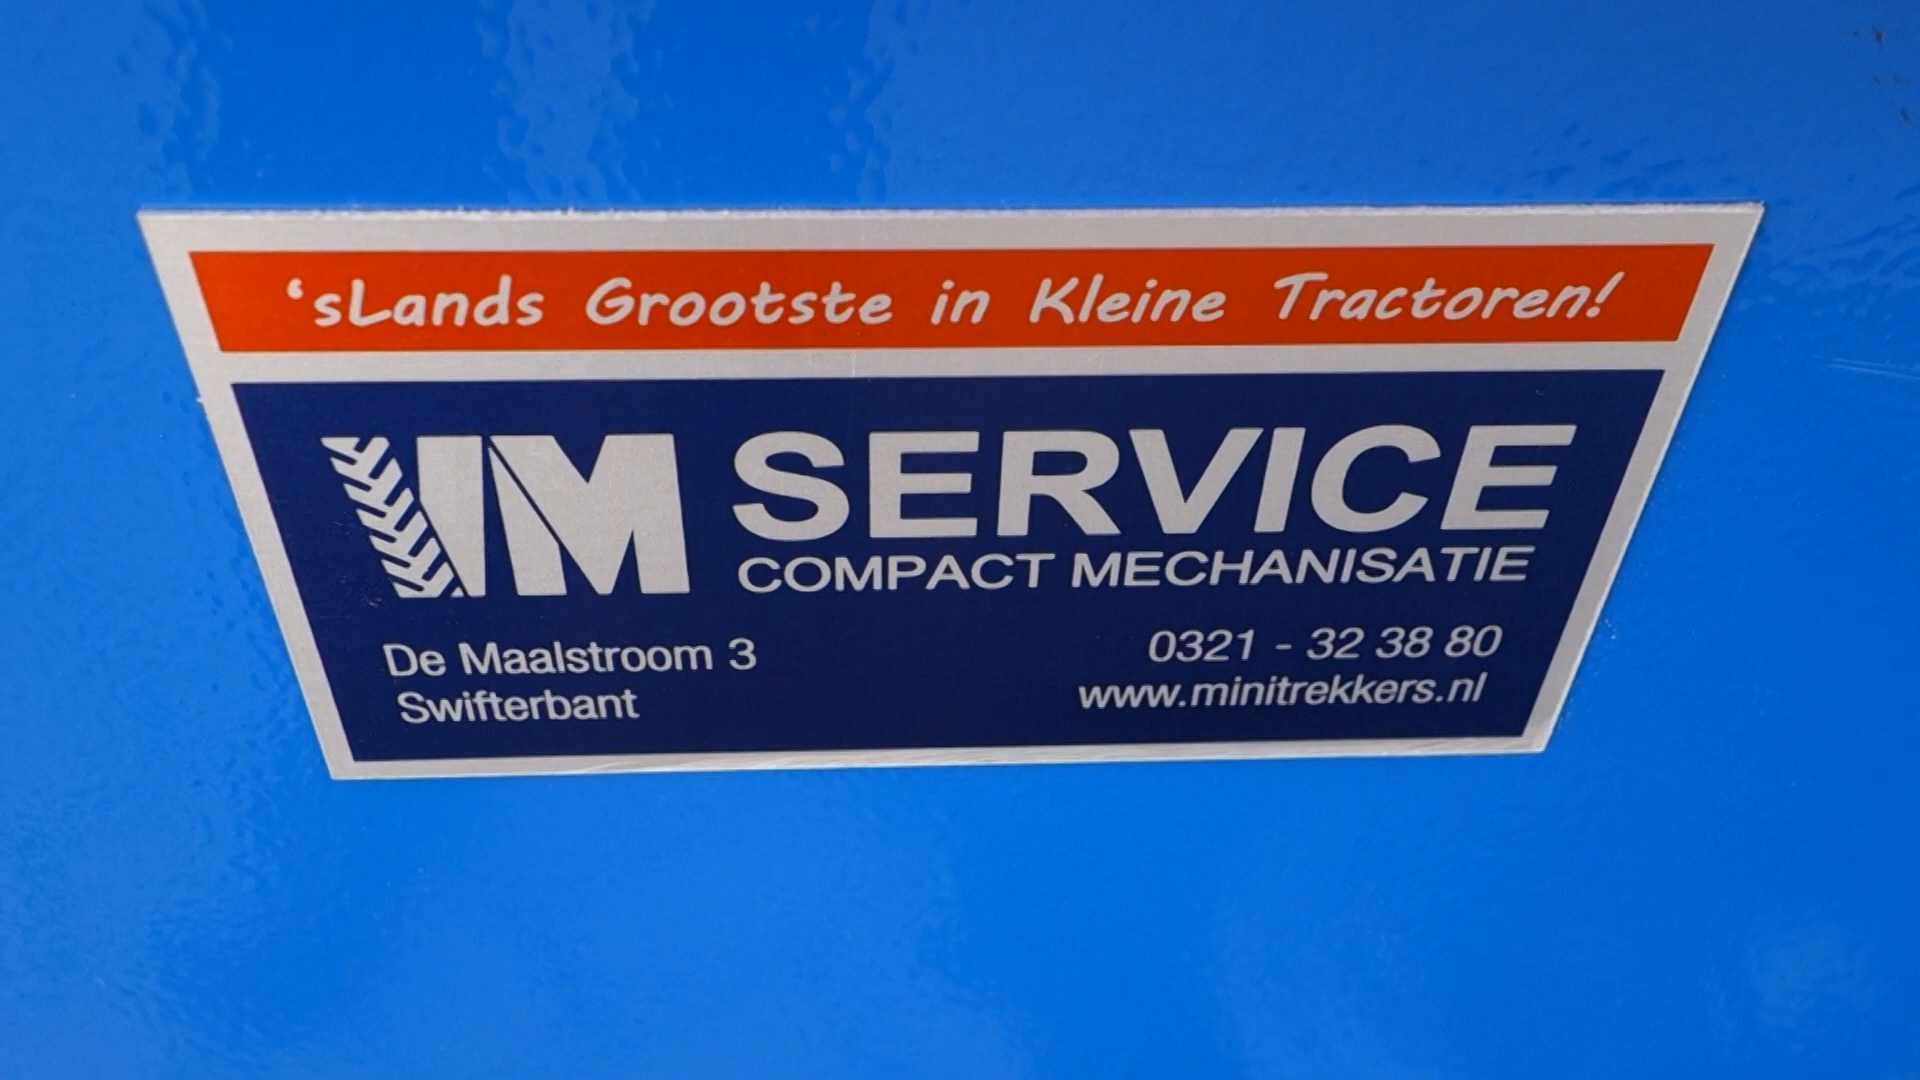 ‘sLands Grootste in Kleine Tractoren!
IM SERVICE
COMPACT MECHANISATIE
De Maalstroom 3
Swifterbant
0321 - 32 38 80
www.minitrekkers.nl